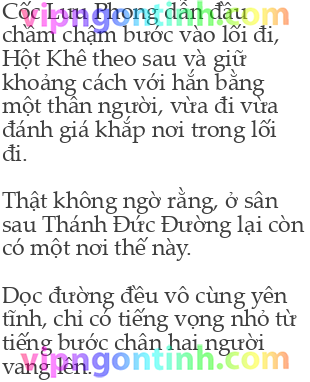 Cốc Lưu Phong dẫn đầu
chầm chậm bước vào lối đi,
Hột Khê theo sau và giữ
khoảng cách với hắn bằng
một thân người, vừa đi vừa
đánh giá khắp nơi trong lối
đi.
Thật không ngờ rằng, ở sân
sau Thánh Đức Đường lại còn
có một nơi thế này.
Dọc đường đều vô cùng yên
tĩnh, chỉ có tiếng vọng nhỏ từ
tiếng bước chân hai người
vang lên.
vipngontinh.com
vipngontinh.com